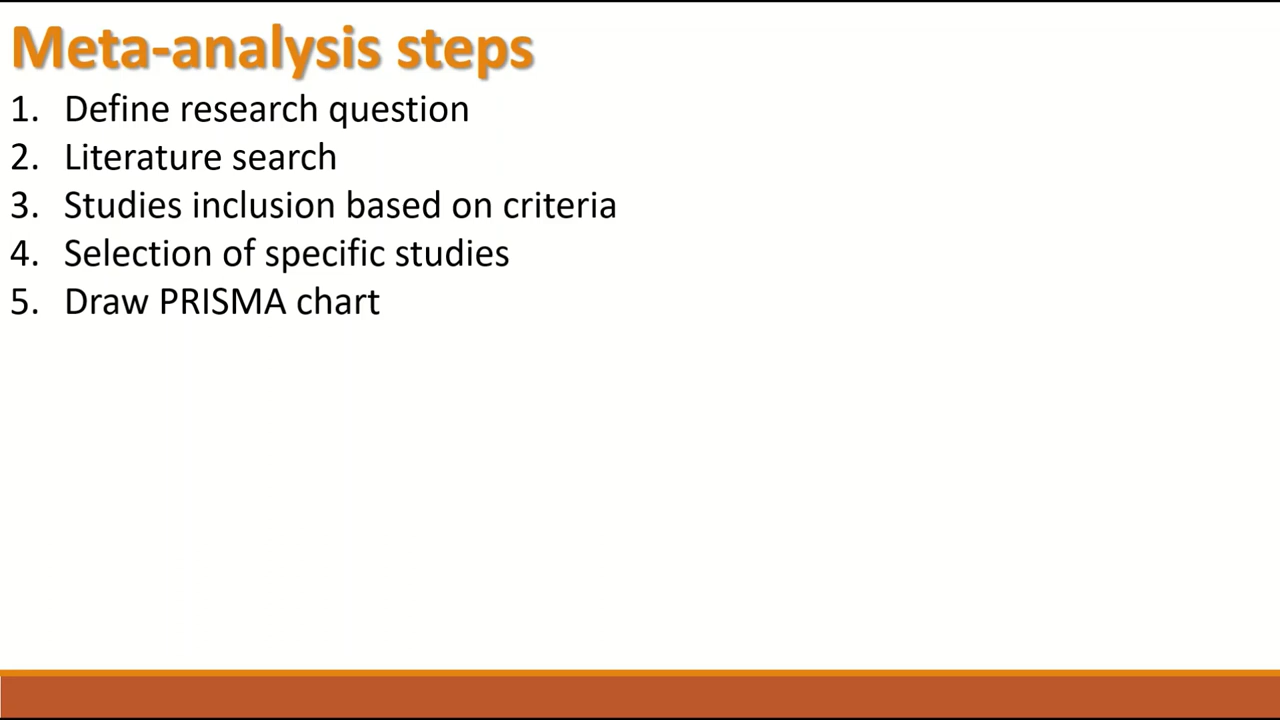 Meta-analysis steps
1. Define research question
2. Literature search
3. Studies inclusion based on criteria
4. Selection of specific studies
5. Draw PRISMA chart